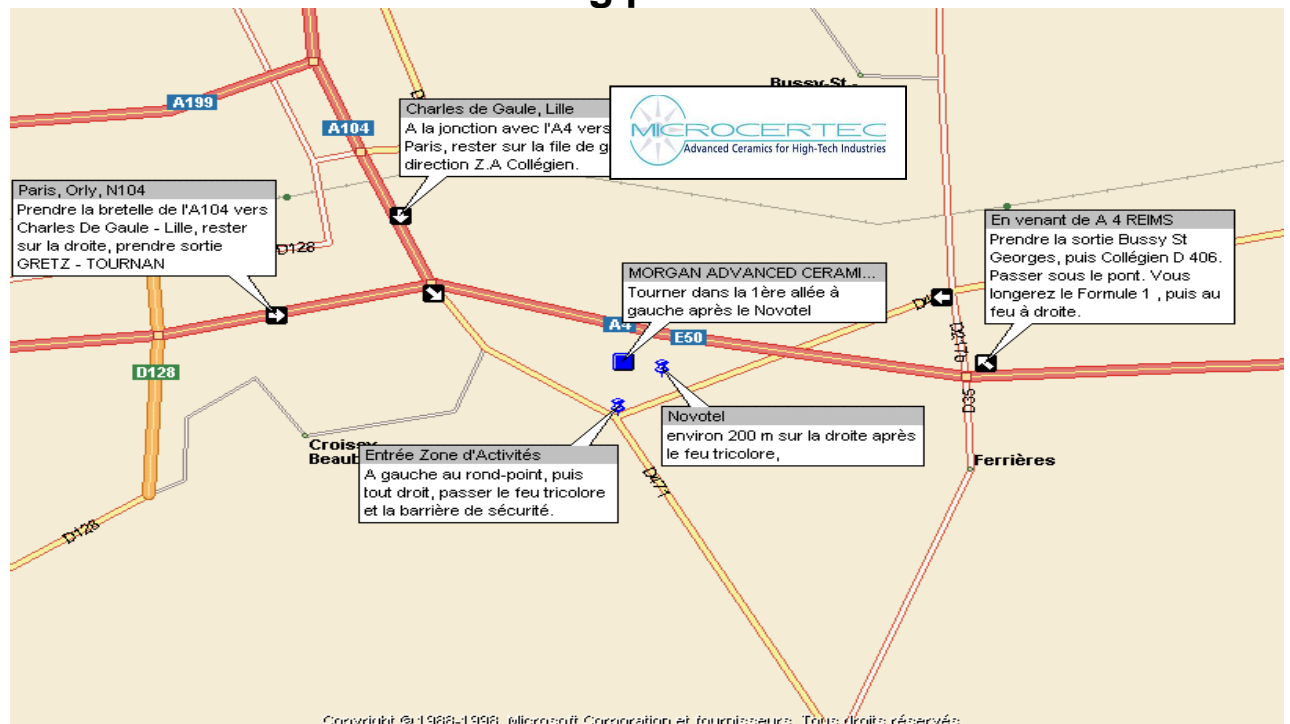 A199
A104
Charles de Gaule, Lille
A la jonction avec l'A4 vers
Paris, rester sur la file de g
direction Z.A Collégien.
Bussy-St-
MICROCERTEC
Advanced Ceramics for High-Tech Industries
Paris, Orly, N104
Prendre la bretelle de l'A104 vers
Charles De Gaule - Lille, rester
sur la droite, prendre sortie
GRETZ - TOURNAN
D128
En venant de A 4 REIMS
Prendre la sortie Bussy St
Georges, puis Collégien D 406.
Passer sous le pont. Vous
longerez le Formule 1 , puis au
feu à droite.
MORGAN ADVANCED CERAMI...
Tourner dans la 1ère allée à
gauche après le Novotel
A4
E50
D128
D35
Novotel
environ 200 m sur la droite après
le feu tricolore,
Croissy
Beaub
Entrée Zone d'Activités
A gauche au rond-point, puis
tout droit, passer le feu tricolore
et la barrière de sécurité.
Ferrières
D471
D128
Copyright © 1988-1998, Microsoft Corporation et fournisseurs. Tous droits réservés.